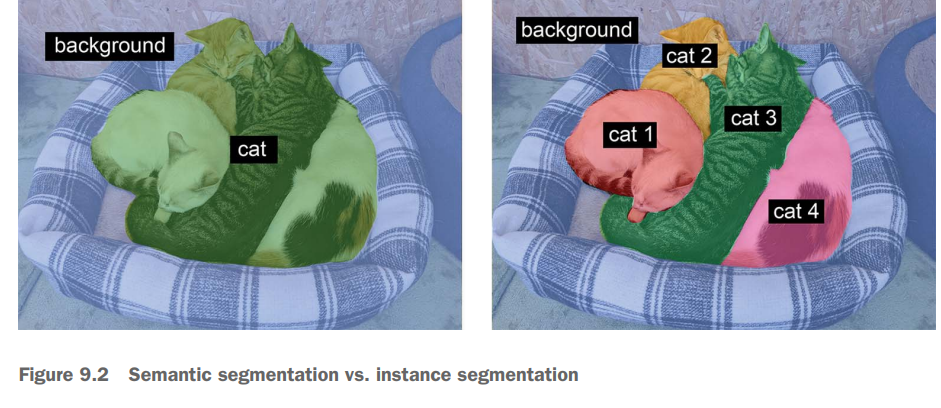 background
cat
background
cat 2
cat 3
cat 1
cat 4
Figure 9.2 Semantic segmentation vs. instance segmentation